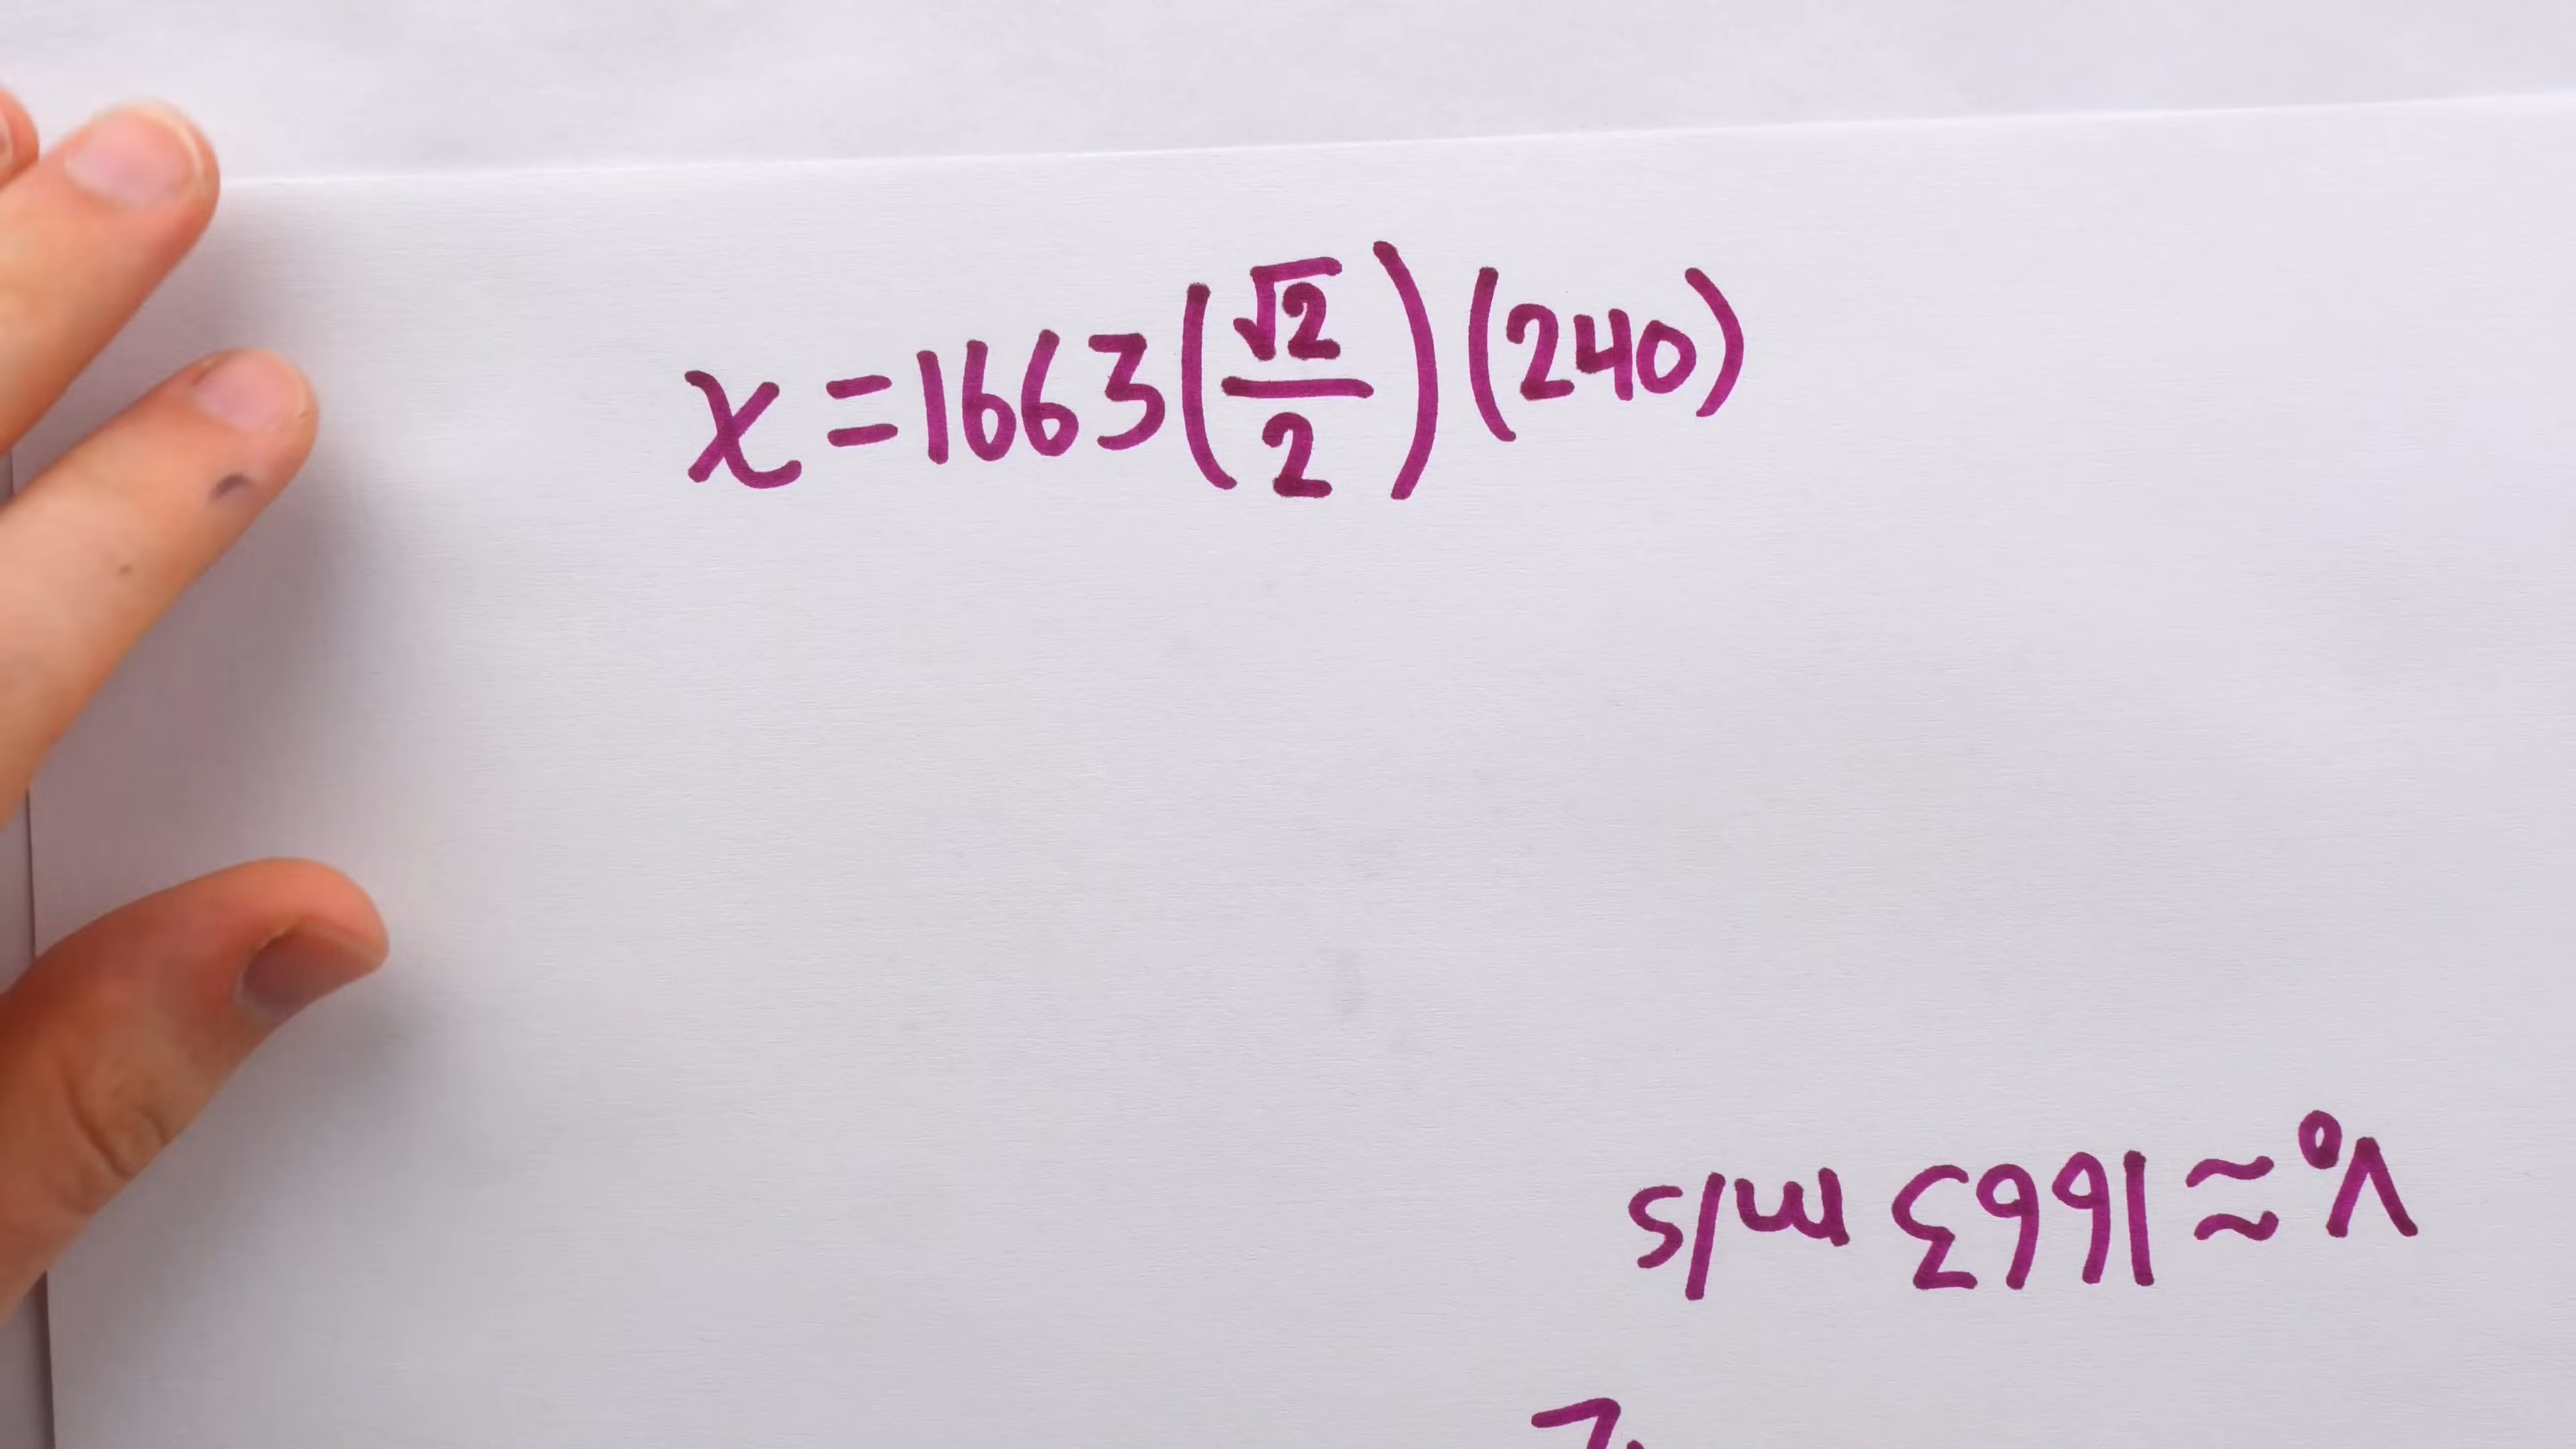 x = 1663 (√2/2) (240)
v₀ ≈ 1663 m/s